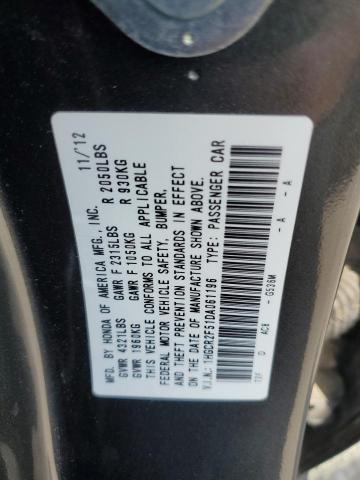 MFD. BY HONDA OF AMERICA MFG., INC. 11/12
GVWR 4321LBS GAWR F 2315LBS R 2050LBS
GVWR 1960KG GAWR F 1050KG R 930KG
THIS VEHICLE CONFORMS TO ALL APPLICABLE
FEDERAL MOTOR VEHICLE SAFETY, BUMPER,
AND THEFT PREVENTION STANDARDS IN EFFECT
ON THE DATE OF MANUFACTURE SHOWN ABOVE.
V.I.N.: 1HGCR2F51DA061796 TYPE: PASSENGER CAR
D AC8 - G536M - A - A